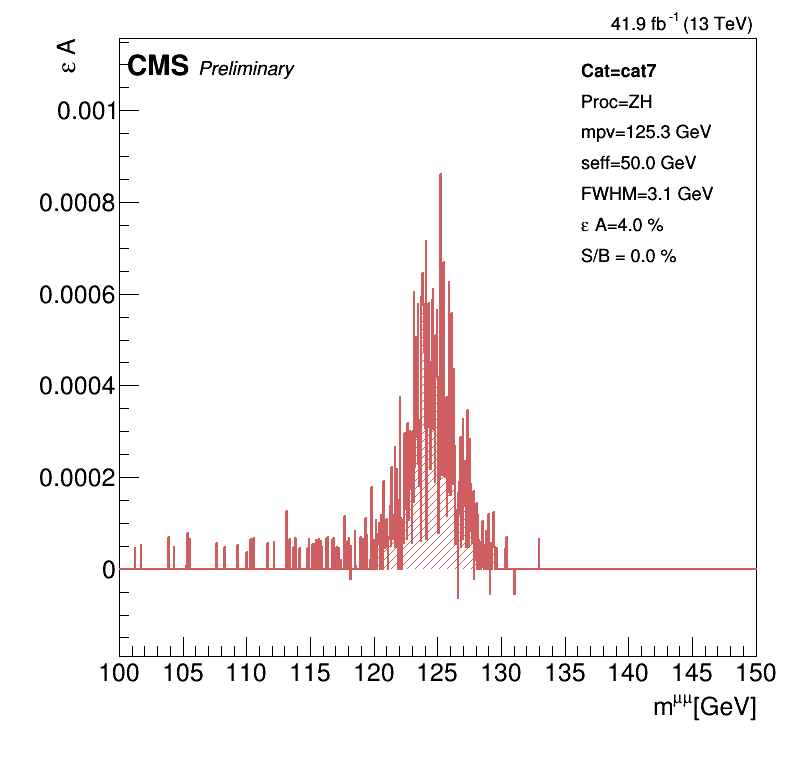 41.9 fb⁻¹ (13 TeV)
ε A
CMS Preliminary
Cat=cat7
Proc=ZH
mpv=125.3 GeV
seff=50.0 GeV
FWHM=3.1 GeV
ε A=4.0 %
S/B = 0.0 %
0.001
0.0008
0.0006
0.0004
0.0002
0
100 105 110 115 120 125 130 135 140 145 150
m^μμ[GeV]